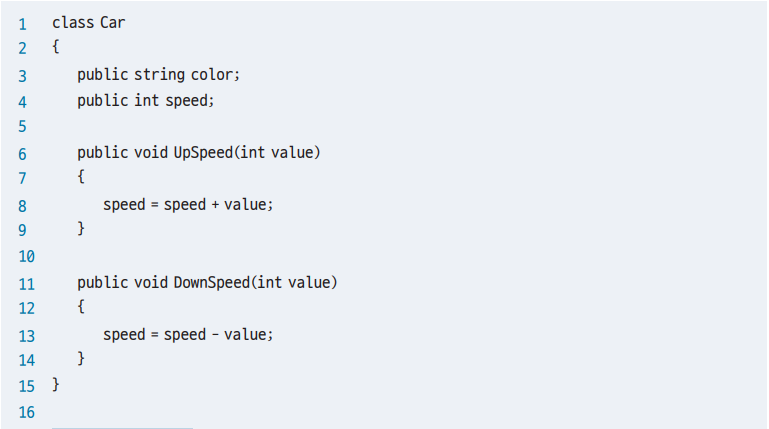 1 class Car
2 {
3 public string color;
4 public int speed;
5
6 public void UpSpeed(int value)
7 {
8 speed = speed + value;
9 }
10
11 public void DownSpeed(int value)
12 {
13 speed = speed - value;
14 }
15 }
16